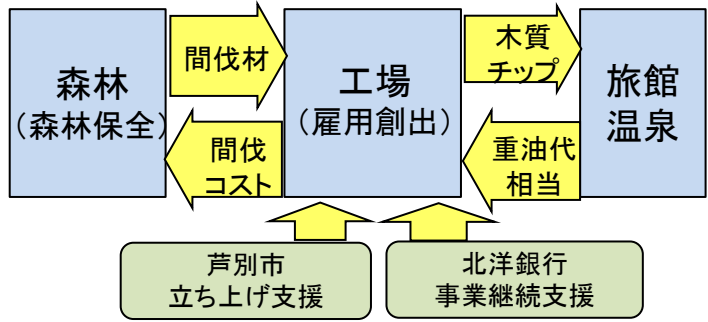 森林
（森林保全）
間伐材
間伐
コスト
工場
（雇用創出）
木質
チップ
重油代
相当
旅館
温泉
芦別市
立ち上げ支援
北洋銀行
事業継続支援